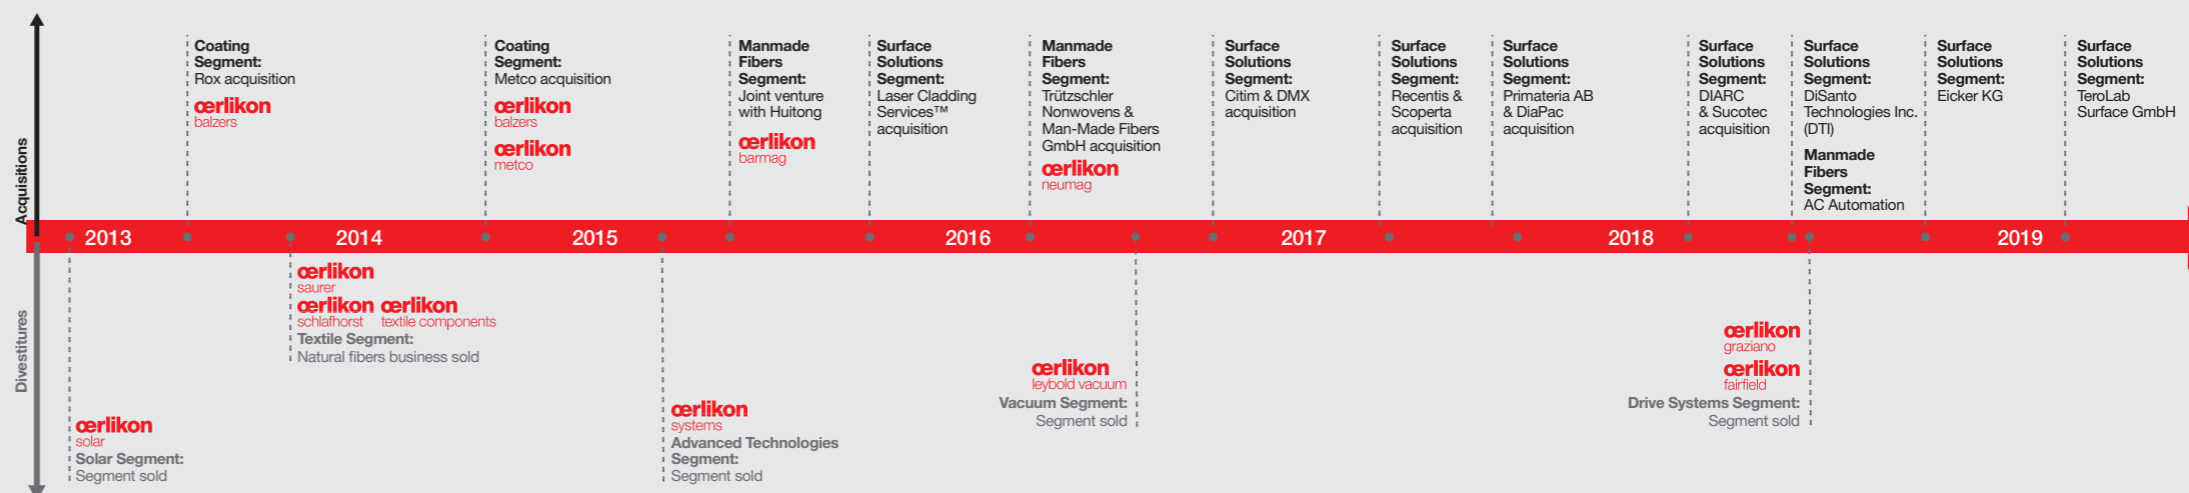 Acquisitions
Coating
Segment:
Rox acquisition
œrlikon
balzers
Coating
Segment:
Metco acquisition
œrlikon
balzers
œrlikon
metco
Manmade
Fibers
Segment:
Joint venture
with Huitong
œrlikon
barmag
Surface
Solutions
Segment:
Laser Cladding
Services™
acquisition
Manmade
Fibers
Segment:
Trützschler
Nonwovens &
Man-Made Fibers
GmbH acquisition
œrlikon
neumag
Surface
Solutions
Segment:
Citim & DMX
acquisition
Surface
Solutions
Segment:
Recentis &
Scoperta
acquisition
Surface
Solutions
Segment:
Primateria AB
& DiaPac
acquisition
Surface
Solutions
Segment:
DIARC
& Sucotec
acquisition
Surface
Solutions
Segment:
DiSanto
Technologies Inc.
(DTI)
Manmade
Fibers
Segment:
AC Automation
Surface
Solutions
Segment:
Eicker KG
Surface
Solutions
Segment:
TeroLab
Surface GmbH
2013 2014 2015 2016 2017 2018 2019
Divestitures
œrlikon
solar
Solar Segment:
Segment sold
œrlikon
saurer
œrlikon œrlikon
schlafhorst textile components
Textile Segment:
Natural fibers business sold
œrlikon
systems
Advanced Technologies
Segment:
Segment sold
œrlikon
leybold vacuum
Vacuum Segment:
Segment sold
œrlikon
graziano
œrlikon
fairfield
Drive Systems Segment:
Segment sold